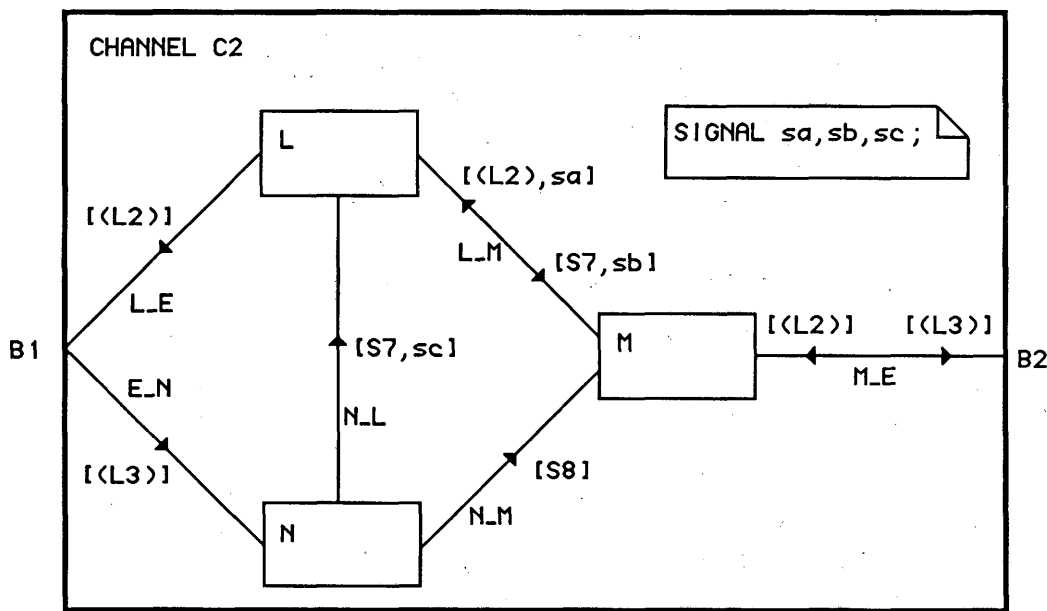 CHANNEL C2
L
SIGNAL sa,sb,sc;
[(L2),sa]
[(L2)]
L_M
[S7,sb]
L_E
[(L2)]
[(L3)]
B1
[S7,sc]
M
B2
M_E
E_N
N_L
[(L3)]
[S8]
N_M
N